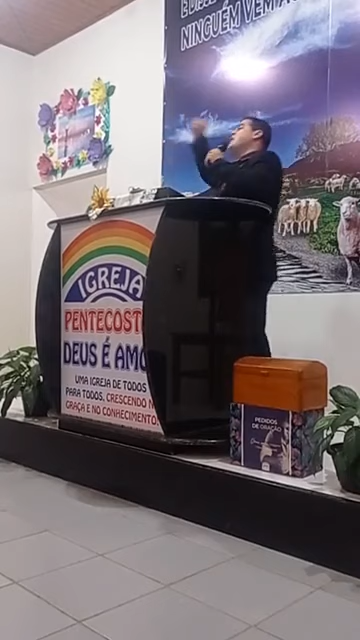 NINGUÉM VEM A
IGREJA
PENTECOST
DEUS É AMO
UMA IGREJA DE TODOS
PARA TODOS, CRESCENDO N
GRAÇA E NO CONHECIMENTO.
PEDIDOS
DE ORAÇÃO